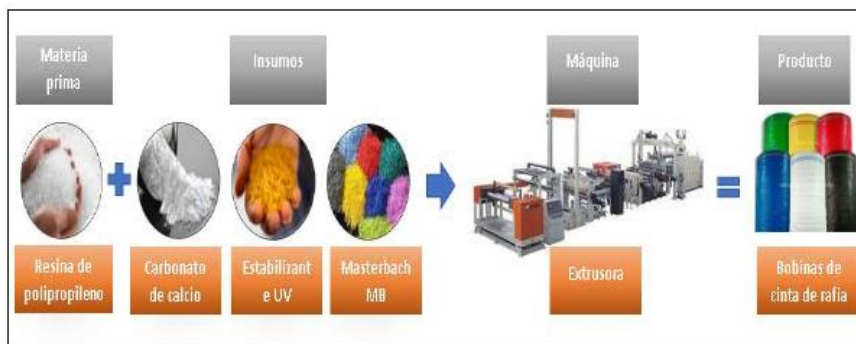 Materia
prima
Insumos
Máquina
Producto
Resina de
polipropileno
Carbonato
de calcio
Estabilizant
e UV
Masterbach
MB
Extrusora
Bobinas de
cinta de rafia